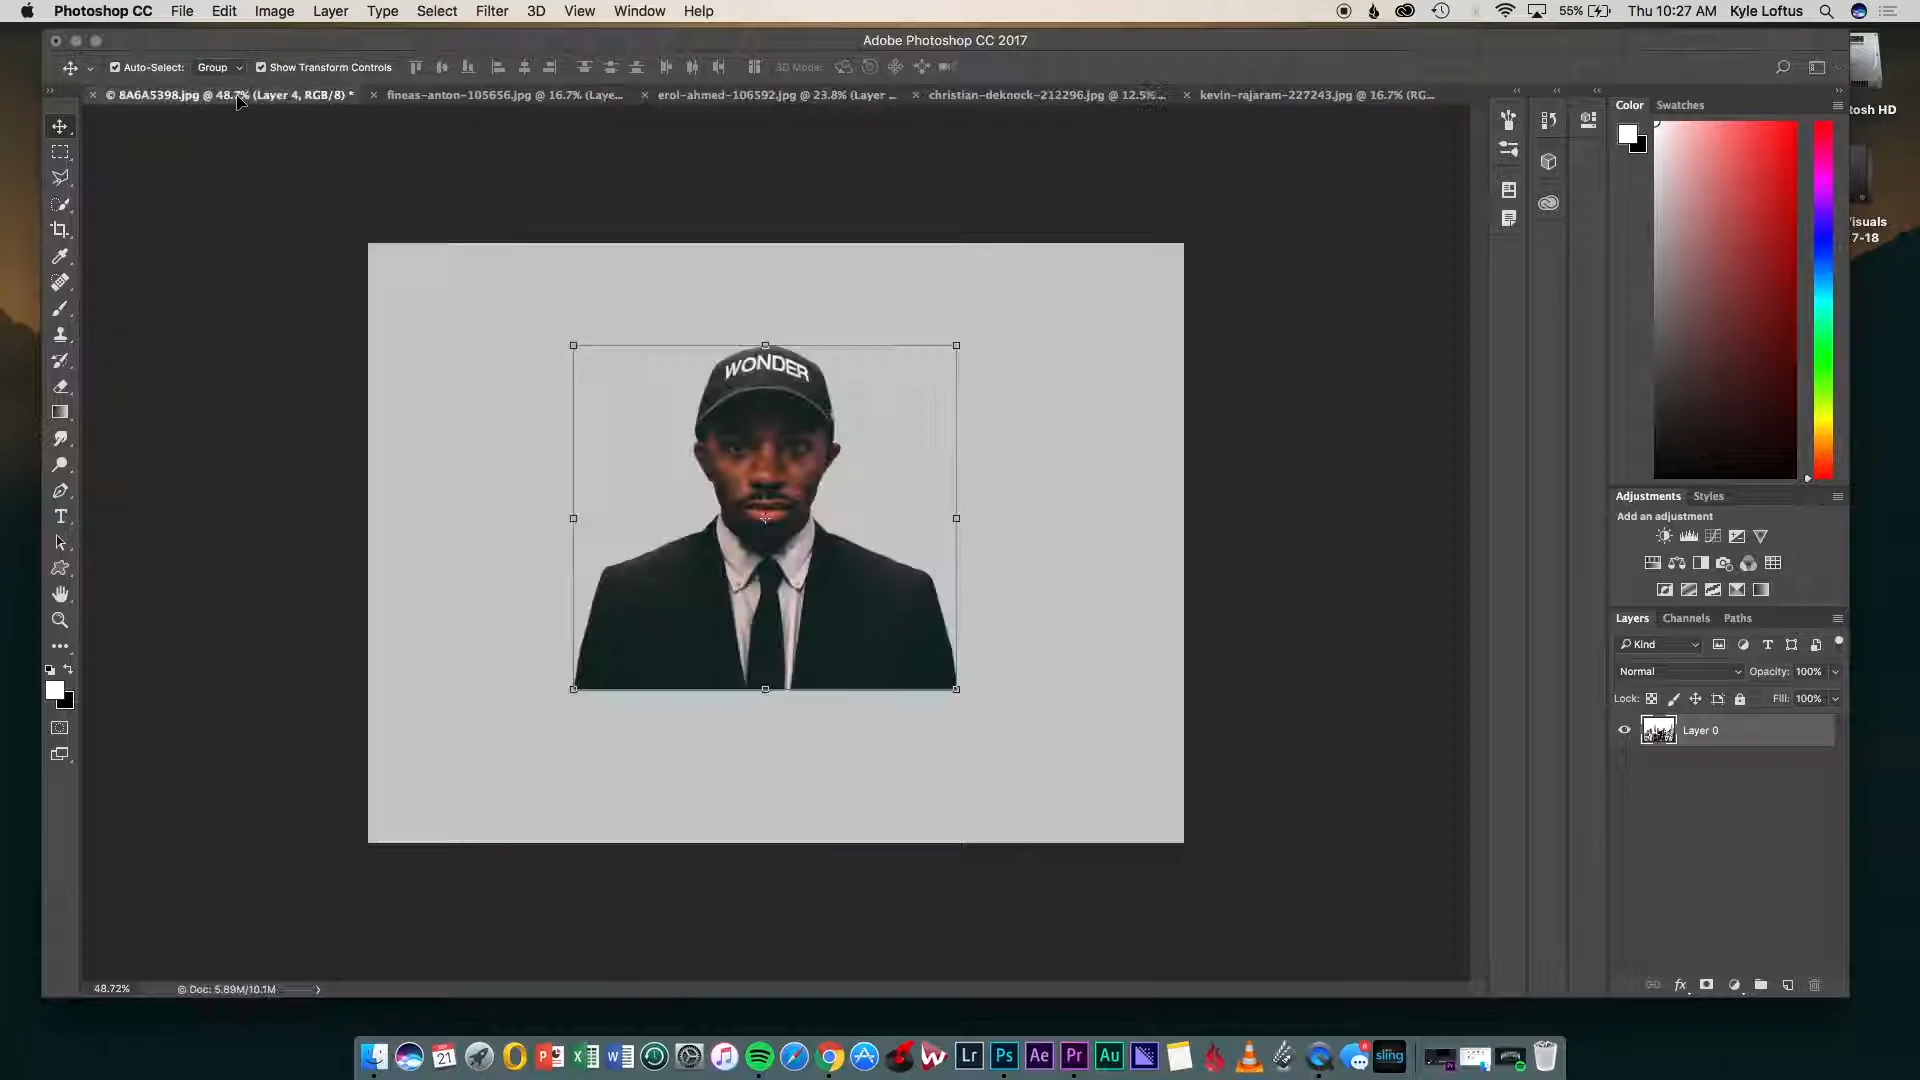 Photoshop CC File Edit Image Layer Type Select Filter 3D View Window Help 55% Thu 10:27 AM Kyle Loftus
Adobe Photoshop CC 2017
Auto-Select: Group Show Transform Controls 3D Mode:
© 8A6A5398.jpg @ 48.7% (Layer 4, RGB/8) * fineas-anton-105656.jpg @ 16.7% (Laye... erol-ahmed-106592.jpg @ 23.8% (Layer ... christian-deknock-212296.jpg @ 12.5% ... kevin-rajaram-227243.jpg @ 16.7% (RG...
Color Swatches
tosh HD
7-18
WONDER
Adjustments Styles
Add an adjustment
Layers Channels Paths
Kind
Normal Opacity: 100%
Lock: Fill: 100%
Layer 0
48.72% © Doc: 5.89M/10.1M
fx
21 Lr Ps Ae Pr Au sling